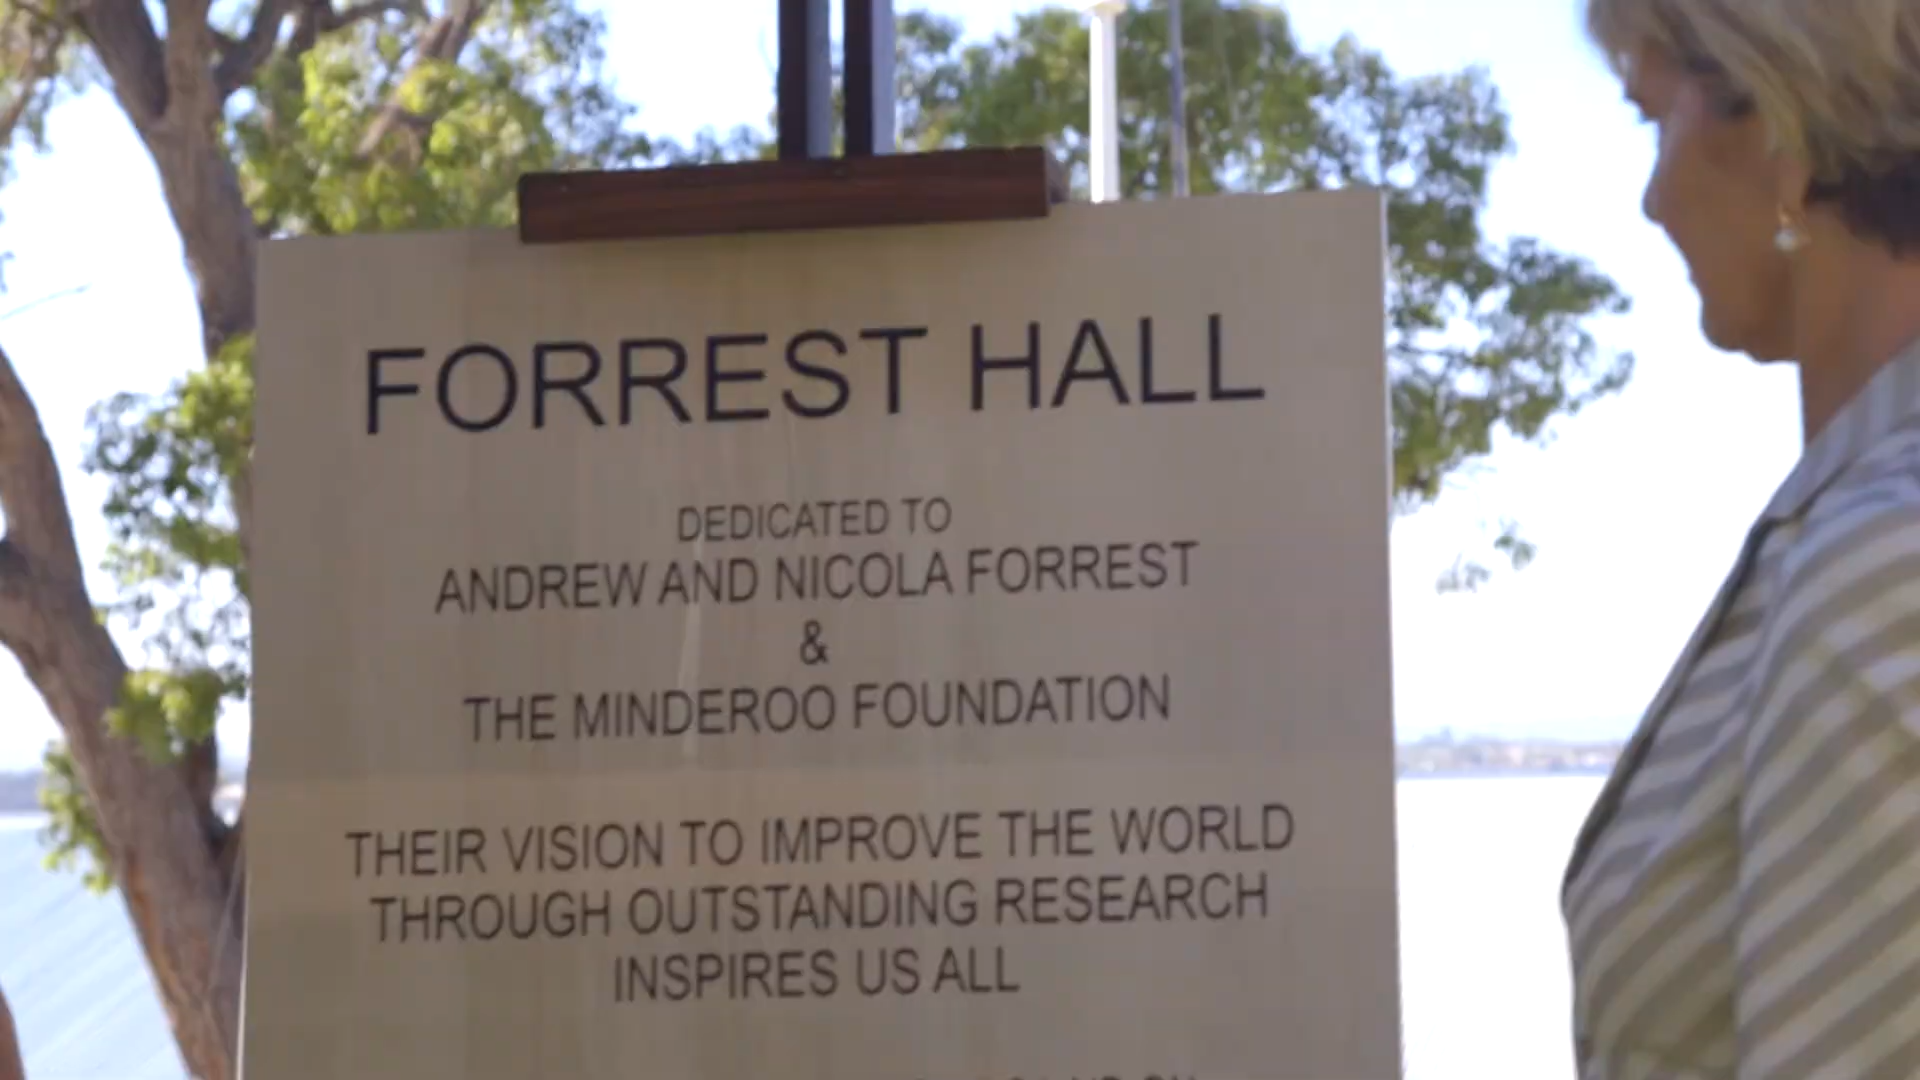 FORREST HALL
DEDICATED TO
ANDREW AND NICOLA FORREST
&
THE MINDEROO FOUNDATION
THEIR VISION TO IMPROVE THE WORLD
THROUGH OUTSTANDING RESEARCH
INSPIRES US ALL